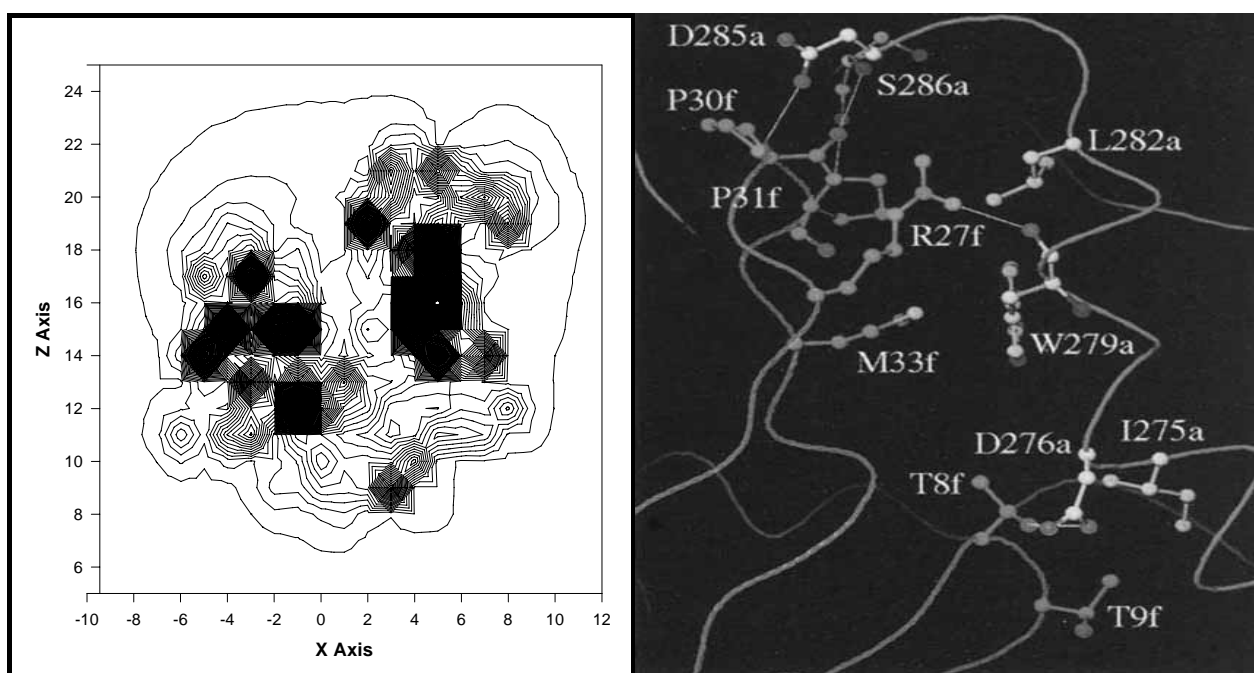 24
22
20
18
16
14
12
10
8
6
Z Axis
-10 -8 -6 -4 -2 0 2 4 6 8 10 12
X Axis
D285a
S286a
P30f
L282a
P31f
R27f
W279a
M33f
D276a I275a
T8f
T9f